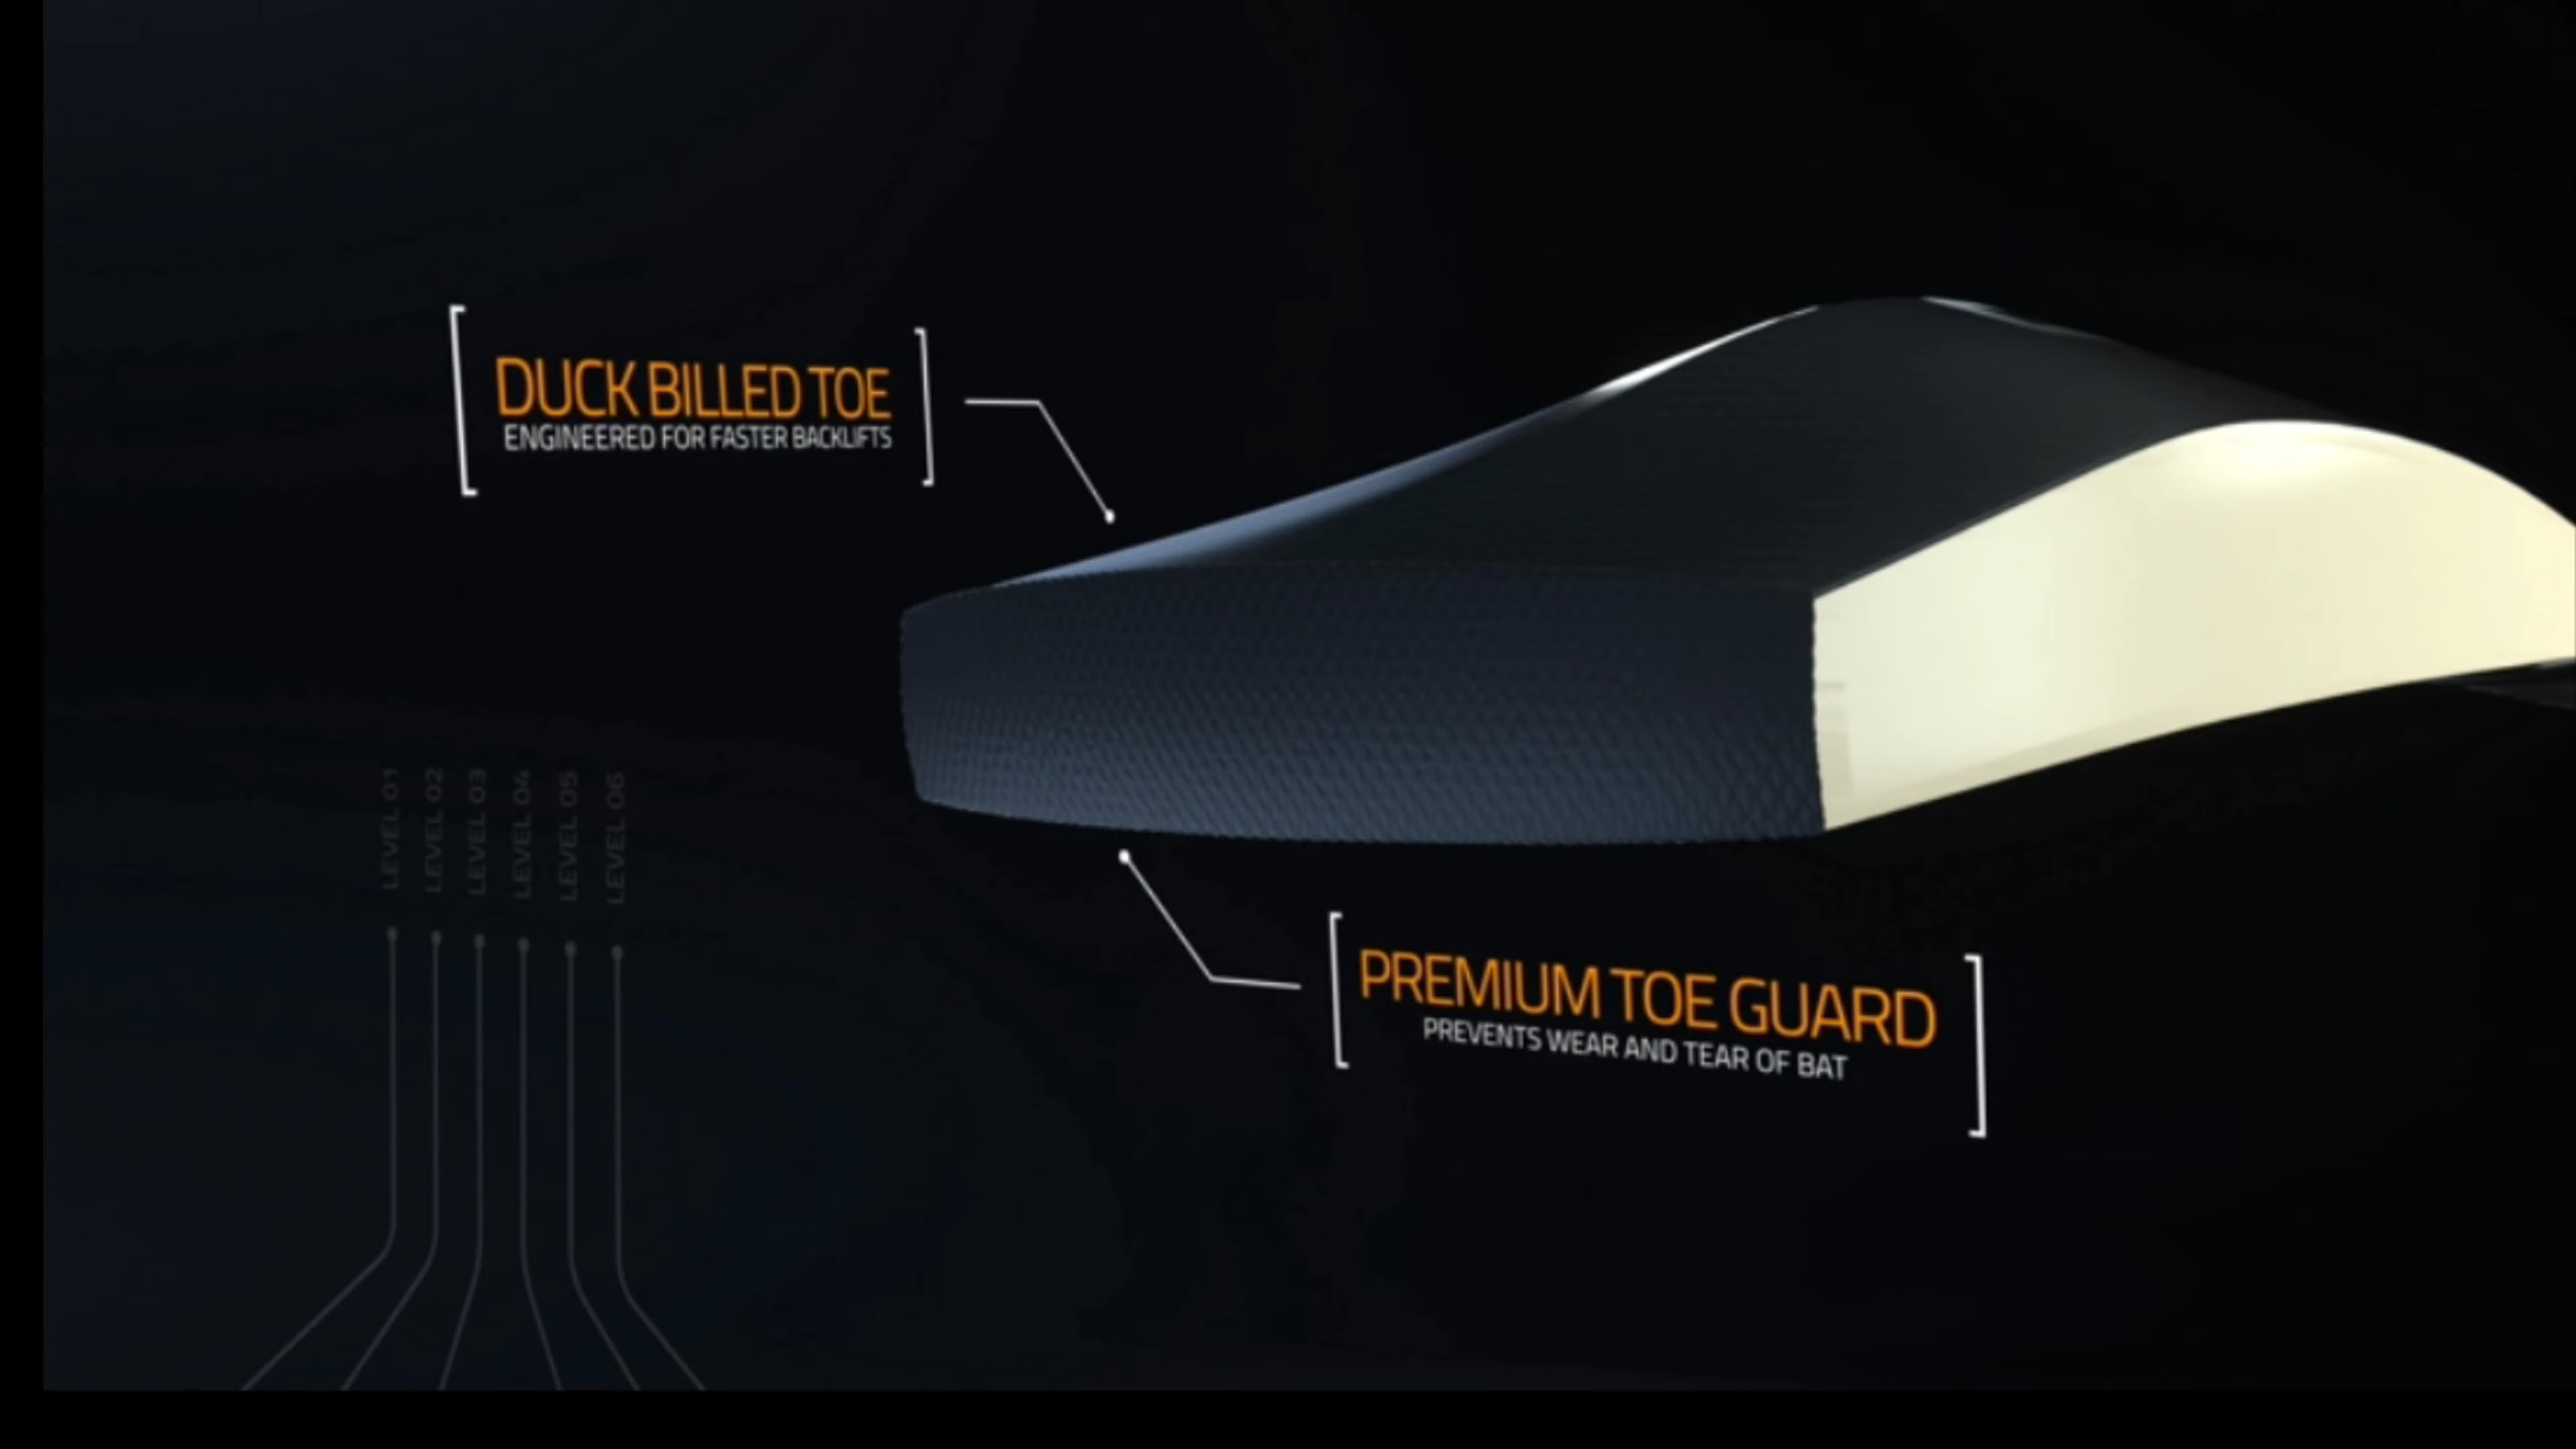 DUCK BILLED TOE
ENGINEERED FOR FASTER BACKLIFTS
LEVEL 01
LEVEL 02
LEVEL 03
LEVEL 04
LEVEL 05
LEVEL 06
PREMIUM TOE GUARD
PREVENTS WEAR AND TEAR OF BAT